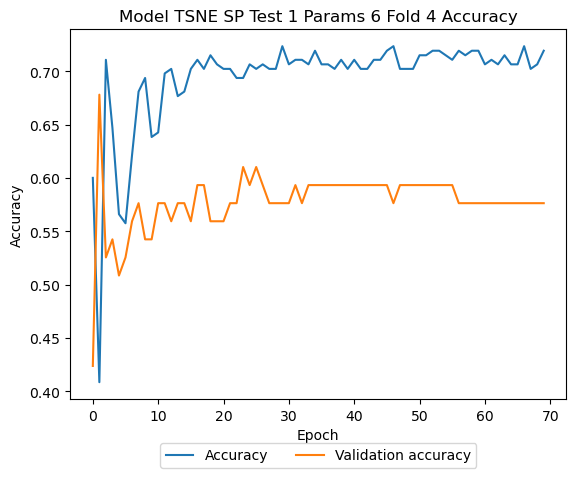 Model TSNE SP Test 1 Params 6 Fold 4 Accuracy
0.70
0.65
0.60
0.55
0.50
0.45
0.40
Accuracy
0 10 20 30 40 50 60 70
Epoch
Accuracy Validation accuracy